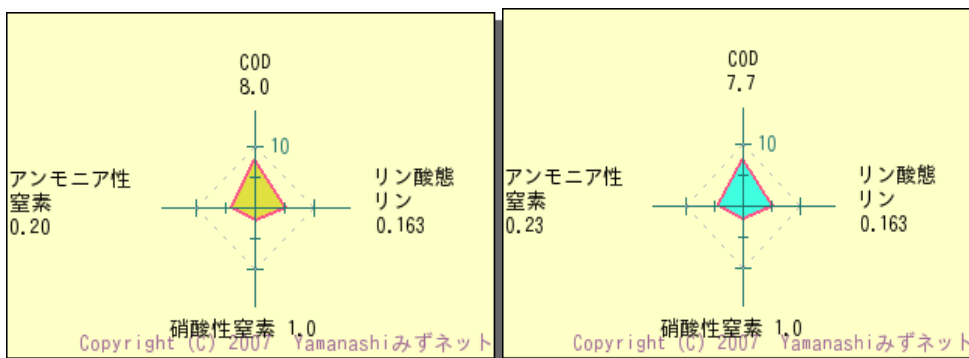 COD
8.0
10
アンモニア性
窒素
0.20
リン酸態
リン
0.163
硝酸性窒素 1.0
Copyright (C) 2007 Yamanashiみずネット
COD
7.7
10
アンモニア性
窒素
0.23
リン酸態
リン
0.163
硝酸性窒素 1.0
Copyright (C) 2007 Yamanashiみずネット